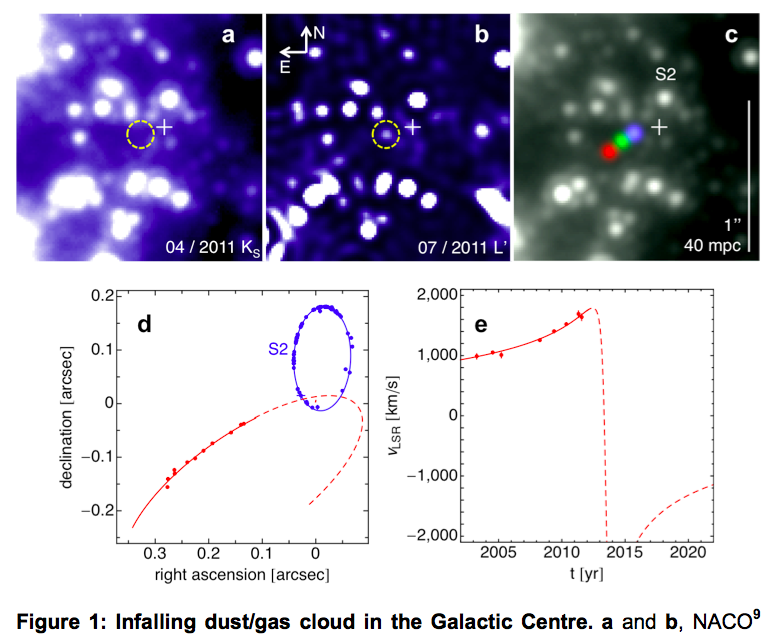 a
N
E
04 / 2011 Kₛ
b
07 / 2011 L'
c
S2
1’’
40 mpc
d
0.2
0.1
0
−0.1
−0.2
declination [arcsec]
S2
0.3 0.2 0.1 0
right ascension [arcsec]
e
2,000
1,000
0
−1,000
−2,000
vLSR [km/s]
2005 2010 2015 2020
t [yr]
Figure 1: Infalling dust/gas cloud in the Galactic Centre. a and b, NACO⁹